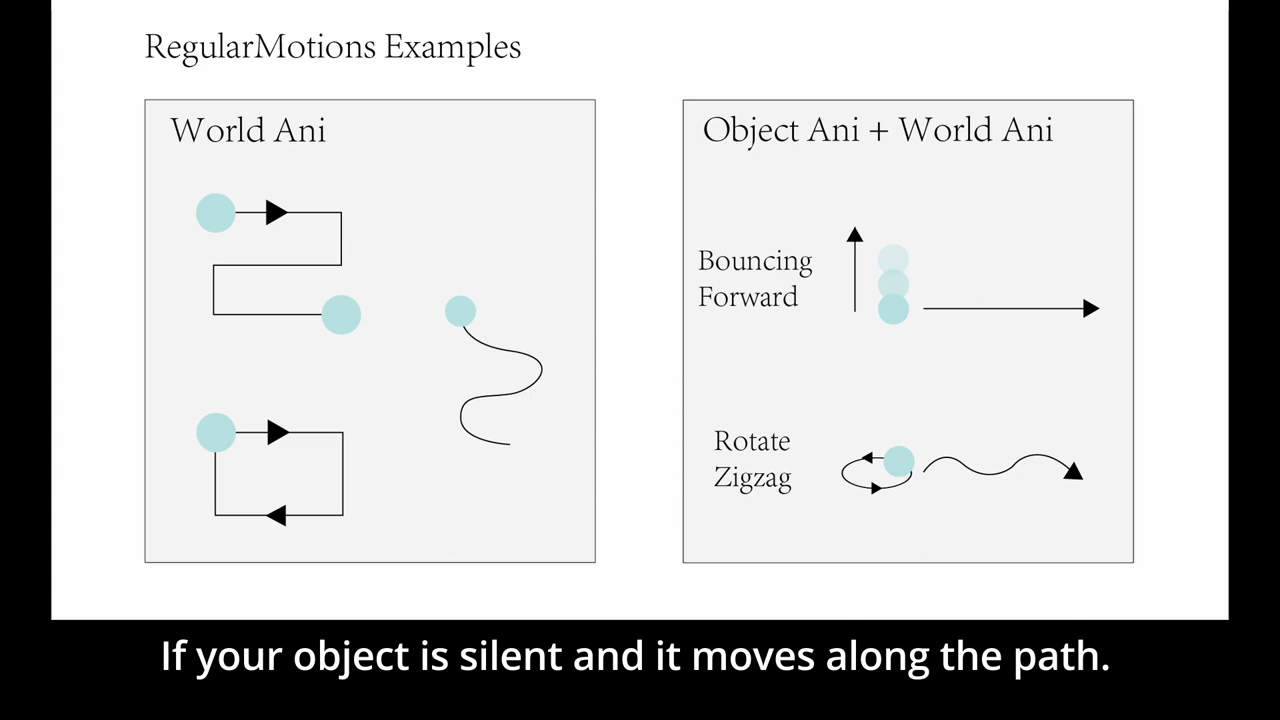 RegularMotions Examples
World Ani
Object Ani + World Ani
Bouncing
Forward
Rotate
Zigzag
If your object is silent and it moves along the path.